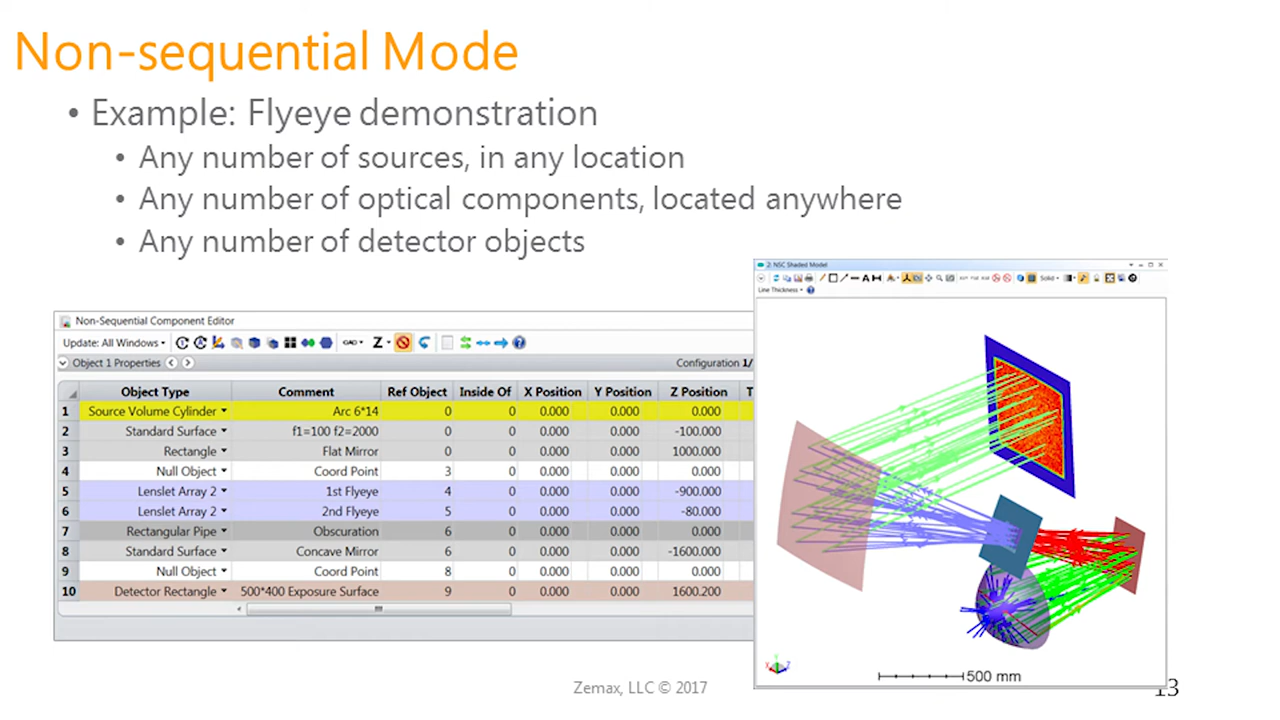 Non-sequential Mode
• Example: Flyeye demonstration
• Any number of sources, in any location
• Any number of optical components, located anywhere
• Any number of detector objects
Non-Sequential Component Editor
Update: All Windows
Object 1 Properties
Configuration 1/
Object Type Comment Ref Object Inside Of X Position Y Position Z Position T
1 Source Volume Cylinder Arc 6*14 0 0 0.000 0.000 0.000
2 Standard Surface f1=100 f2=2000 0 0 0.000 0.000 -100.000
3 Rectangle Flat Mirror 0 0 0.000 0.000 1000.000
4 Null Object Coord Point 3 0 0.000 0.000 0.000
5 Lenslet Array 2 1st Flyeye 4 0 0.000 0.000 -900.000
6 Lenslet Array 2 2nd Flyeye 5 0 0.000 0.000 -80.000
7 Rectangular Pipe Obscuration 6 0 0.000 0.000 0.000
8 Standard Surface Concave Mirror 6 0 0.000 0.000 -1600.000
9 Null Object Coord Point 8 0 0.000 0.000 0.000
10 Detector Rectangle 500*400 Exposure Surface 9 0 0.000 0.000 1600.200
2: NSC Shaded Model
Solid
Line Thickness
500 mm
Zemax, LLC © 2017
13